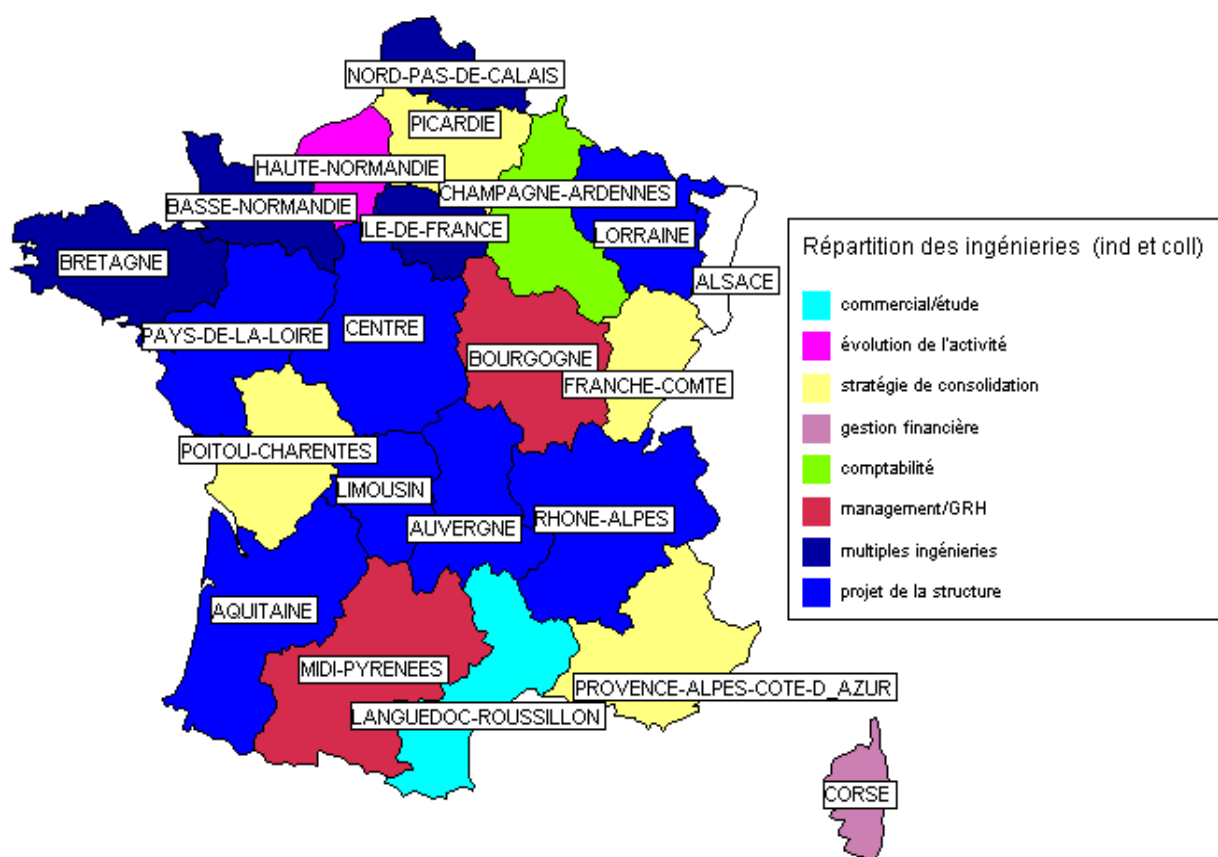 NORD-PAS-DE-CALAIS
PICARDIE
HAUTE-NORMANDIE
CHAMPAGNE-ARDENNES
BASSE-NORMANDIE
ILE-DE-FRANCE
LORRAINE
BRETAGNE
ALSACE
PAYS-DE-LA-LOIRE
CENTRE
BOURGOGNE
FRANCHE-COMTE
POITOU-CHARENTES
LIMOUSIN
AUVERGNE
RHONE-ALPES
AQUITAINE
MIDI-PYRENEES
PROVENCE-ALPES-COTE-D_AZUR
LANGUEDOC-ROUSSILLON
CORSE
Répartition des ingénieries (ind et coll)
commercial/étude
évolution de l'activité
stratégie de consolidation
gestion financière
comptabilité
management/GRH
multiples ingénieries
projet de la structure